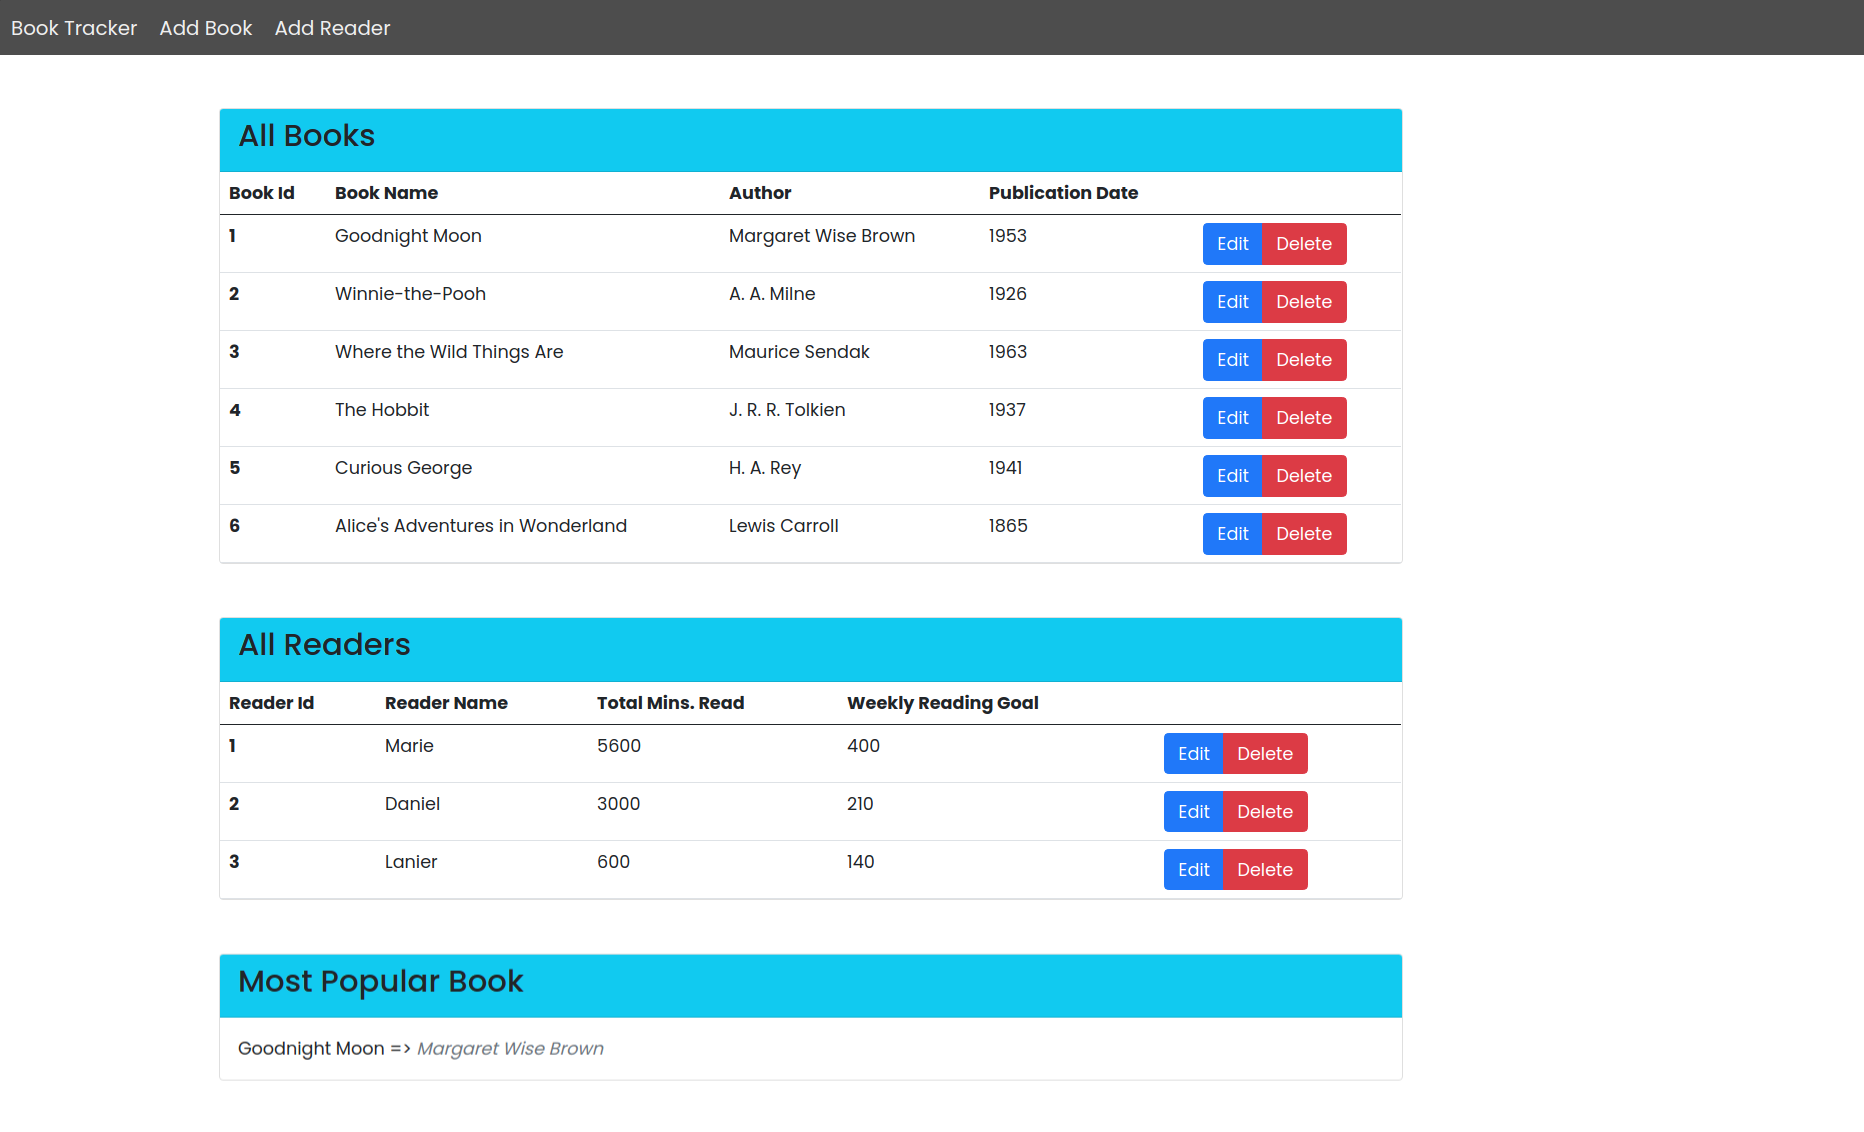 Book Tracker Add Book Add Reader
All Books
Book Id Book Name Author Publication Date
1 Goodnight Moon Margaret Wise Brown 1953 Edit Delete
2 Winnie-the-Pooh A. A. Milne 1926 Edit Delete
3 Where the Wild Things Are Maurice Sendak 1963 Edit Delete
4 The Hobbit J. R. R. Tolkien 1937 Edit Delete
5 Curious George H. A. Rey 1941 Edit Delete
6 Alice's Adventures in Wonderland Lewis Carroll 1865 Edit Delete
All Readers
Reader Id Reader Name Total Mins. Read Weekly Reading Goal
1 Marie 5600 400 Edit Delete
2 Daniel 3000 210 Edit Delete
3 Lanier 600 140 Edit Delete
Most Popular Book
Goodnight Moon => Margaret Wise Brown